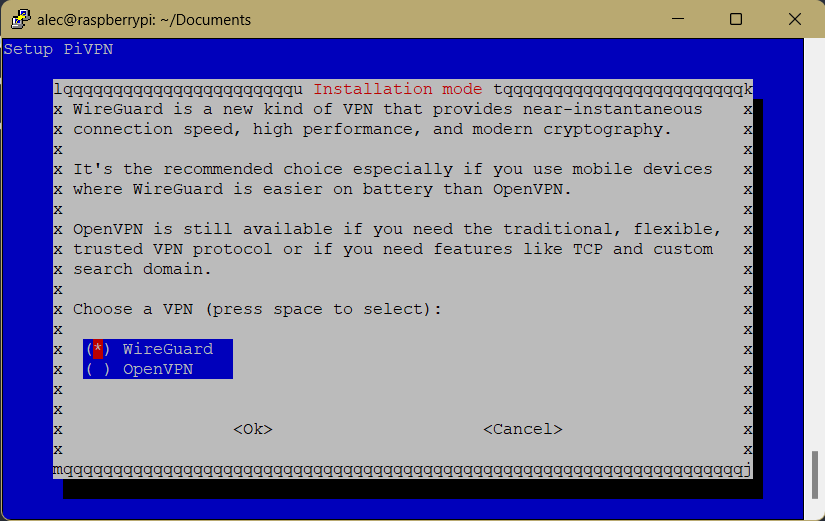 alec@raspberrypi: ~/Documents
Setup PiVPN
lqqqqqqqqqqqqqqqqqqqqqqqu Installation mode tqqqqqqqqqqqqqqqqqqqqqqqqk
x WireGuard is a new kind of VPN that provides near-instantaneous x
x connection speed, high performance, and modern cryptography. x
x x
x It's the recommended choice especially if you use mobile devices x
x where WireGuard is easier on battery than OpenVPN. x
x x
x OpenVPN is still available if you need the traditional, flexible, x
x trusted VPN protocol or if you need features like TCP and custom x
x search domain. x
x x
x Choose a VPN (press space to select): x
x x
x (*) WireGuard x
x ( ) OpenVPN x
x x
x x
x <Ok> <Cancel> x
x x
mqqqqqqqqqqqqqqqqqqqqqqqqqqqqqqqqqqqqqqqqqqqqqqqqqqqqqqqqqqqqqqqqqqqqj